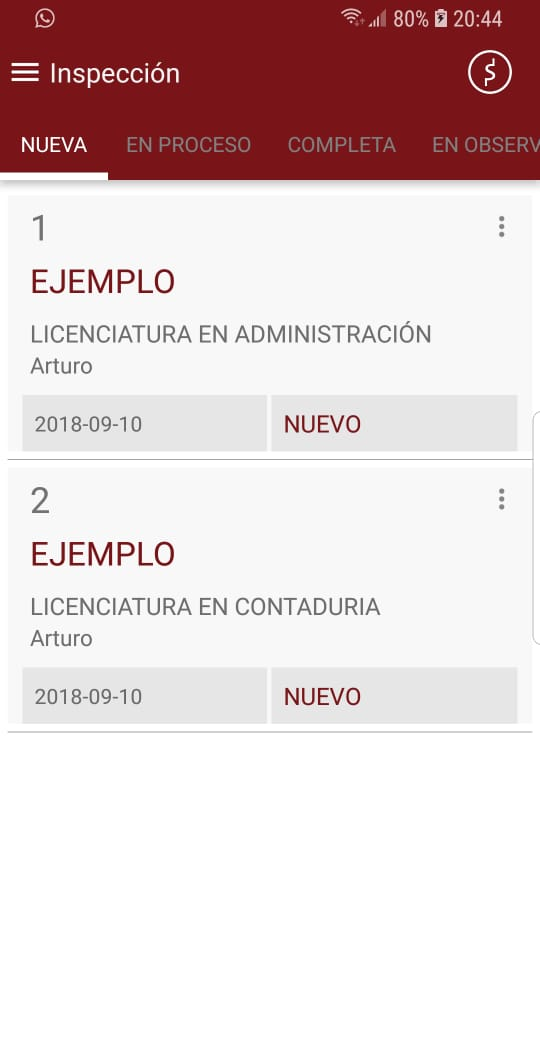 80% 20:44
Inspección
NUEVA EN PROCESO COMPLETA EN OBSERV
1
EJEMPLO
LICENCIATURA EN ADMINISTRACIÓN
Arturo
2018-09-10 NUEVO
2
EJEMPLO
LICENCIATURA EN CONTADURIA
Arturo
2018-09-10 NUEVO